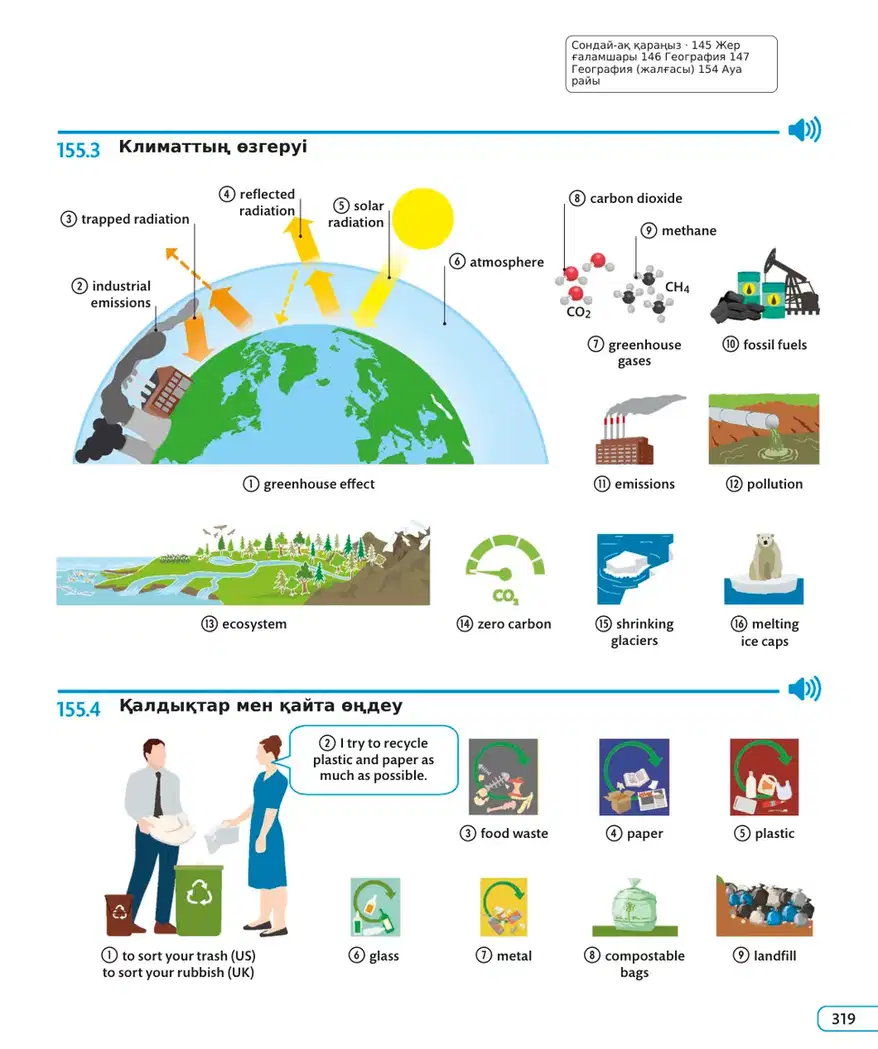 Сондай-ақ қараңыз · 145 Жер
ғаламшары 146 География 147
География (жалғасы) 154 Ауа
райы
155.3 Климаттың өзгеруі
④ reflected
radiation
⑤ solar
radiation
③ trapped radiation
⑥ atmosphere
② industrial
emissions
① greenhouse effect
⑧ carbon dioxide
⑨ methane
CH₄
CO₂
⑦ greenhouse
gases
⑩ fossil fuels
⑪ emissions
⑫ pollution
⑬ ecosystem
CO₂
⑭ zero carbon
⑮ shrinking
glaciers
⑯ melting
ice caps
155.4 Қалдықтар мен қайта өңдеу
② I try to recycle
plastic and paper as
much as possible.
① to sort your trash (US)
to sort your rubbish (UK)
③ food waste
④ paper
⑤ plastic
⑥ glass
⑦ metal
⑧ compostable
bags
⑨ landfill
319